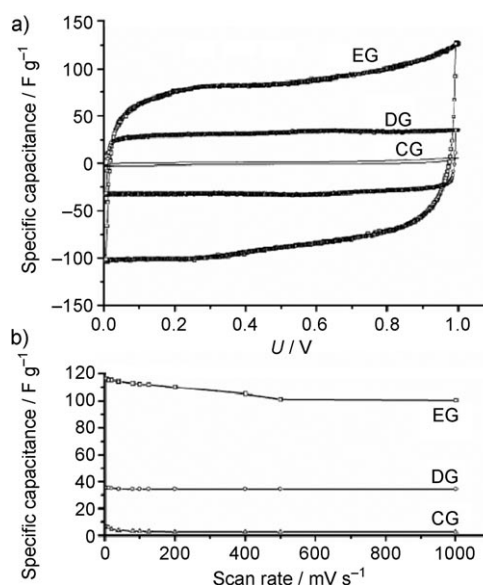 a)
Specific capacitance / F g⁻¹
150
100
50
0
−50
−100
−150
EG
DG
CG
0.0 0.2 0.4 0.6 0.8 1.0
U / V
b)
Specific capacitance / F g⁻¹
120
100
80
60
40
20
0
EG
DG
CG
0 200 400 600 800 1000
Scan rate / mV s⁻¹